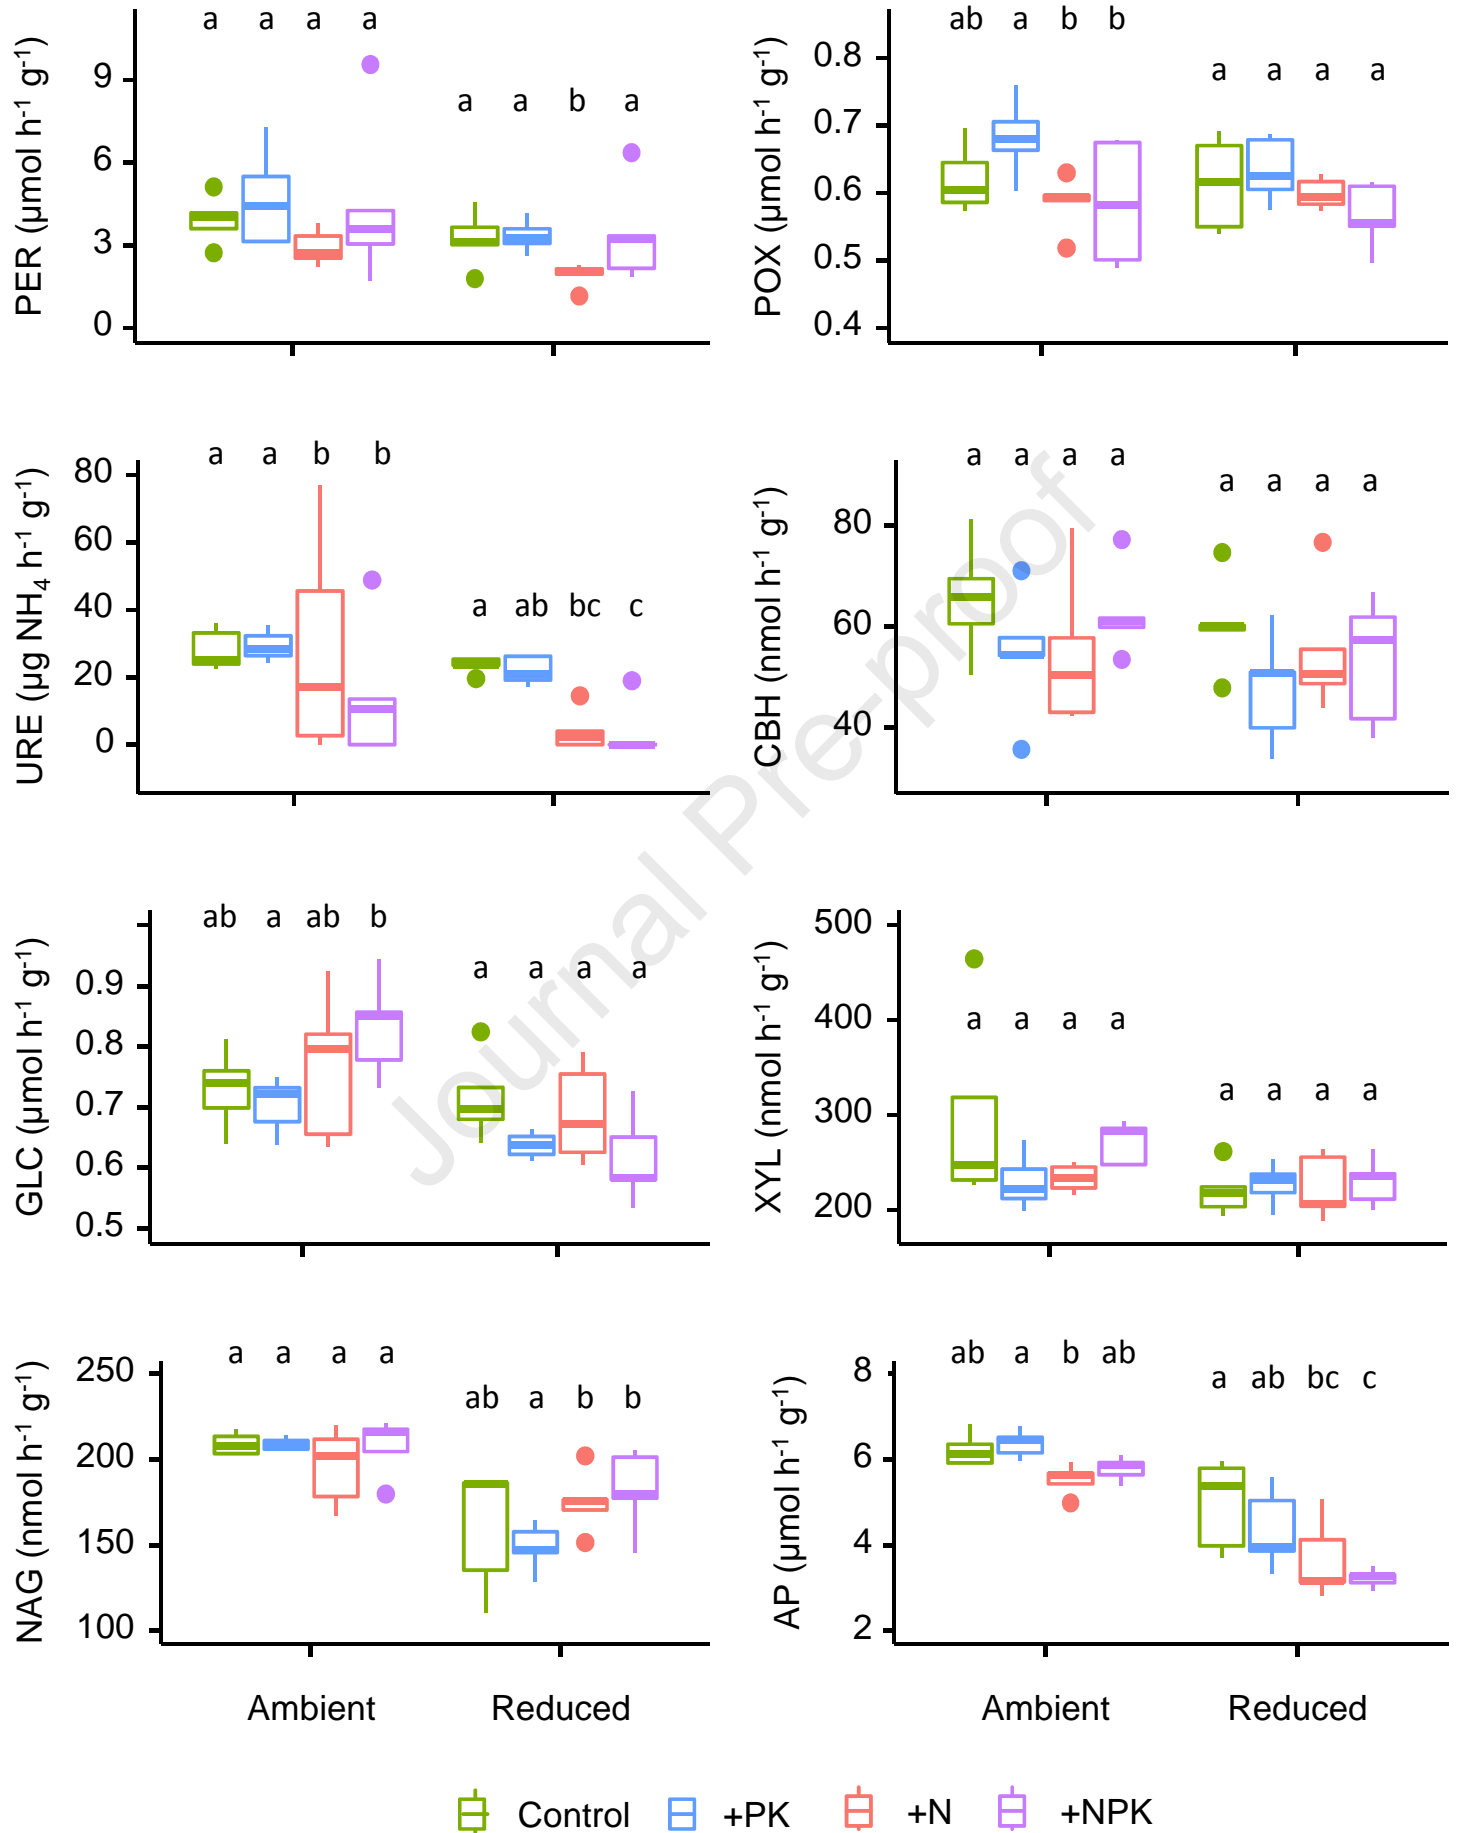 a a a a
PER (µmol h-1 g-1)
9
6
3
0
a a b a
ab a b b
POX (µmol h-1 g-1)
0.8
0.7
0.6
0.5
0.4
a a a a
a a b b
URE (µg NH4 h-1 g-1)
80
60
40
20
0
a ab bc c
a a a a
CBH (nmol h-1 g-1)
80
60
40
a a a a
ab a ab b
GLC (µmol h-1 g-1)
0.9
0.8
0.7
0.6
0.5
a a a a
XYL (nmol h-1 g-1)
500
400
300
200
a a a a
a a a a
a a a a
NAG (nmol h-1 g-1)
250
200
150
100
ab a b b
ab a b ab
AP (µmol h-1 g-1)
8
6
4
2
a ab bc c
Ambient Reduced
Ambient Reduced
Control +PK +N +NPK
Journal Pre-proof